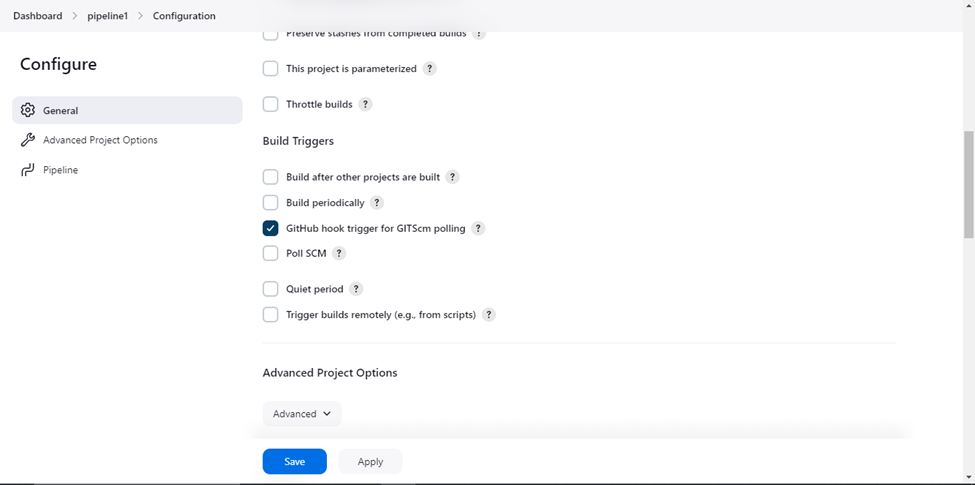 Dashboard > pipeline1 > Configuration
Configure
General
Advanced Project Options
Pipeline
Preserve stashes from completed builds ?
This project is parameterized ?
Throttle builds ?
Build Triggers
Build after other projects are built ?
Build periodically ?
GitHub hook trigger for GITScm polling ?
Poll SCM ?
Quiet period ?
Trigger builds remotely (e.g., from scripts) ?
Advanced Project Options
Advanced
Save
Apply